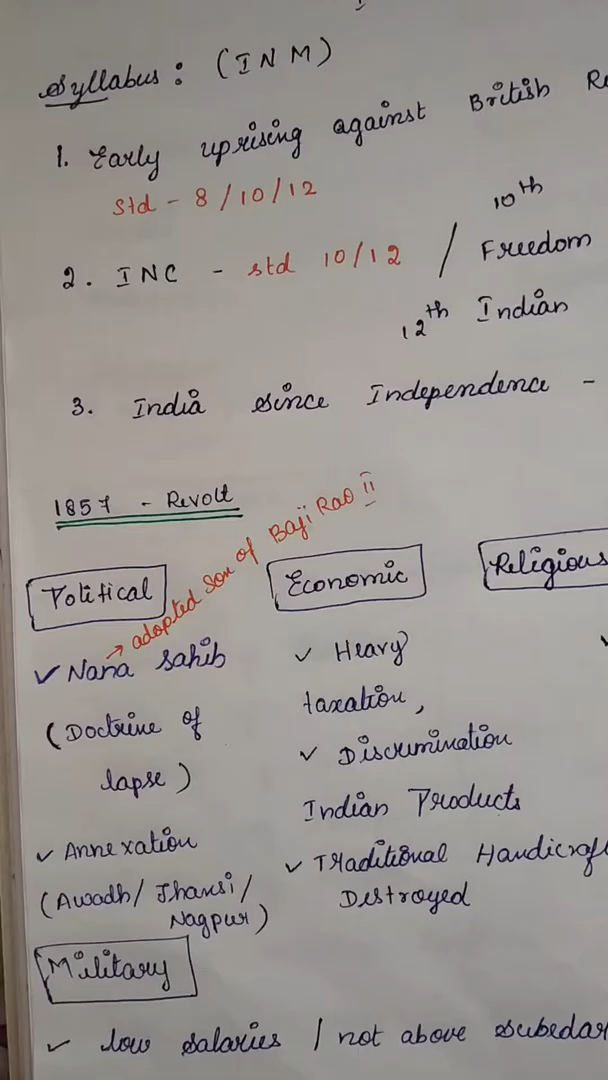 Syllabus : (INM)
1. Early uprising against British
Std - 8/10/12
2. INC - std 10/12 / 10th Freedom
12th Indian
3. India since Independence -
1857 - Revolt
→ adopted son of Baji Rao II
Political Economic Religious
✓ Nana Sahib
(Doctrine of
lapse)
✓ Annexation
(Awadh/ Jhansi/
Nagpur)
✓ Heavy
taxation,
✓ Discrimination
Indian Products
✓ Traditional
Destroyed
Military
✓ low salaries / not above subedar